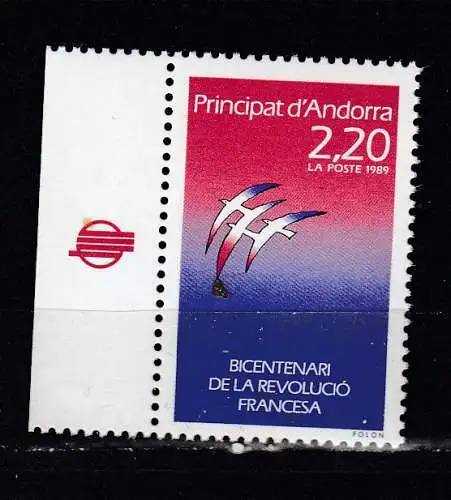 Principat d'Andorra
2,20
LA POSTE 1989
BICENTENARI
DE LA REVOLUCIÓ
FRANCESA
FOLON